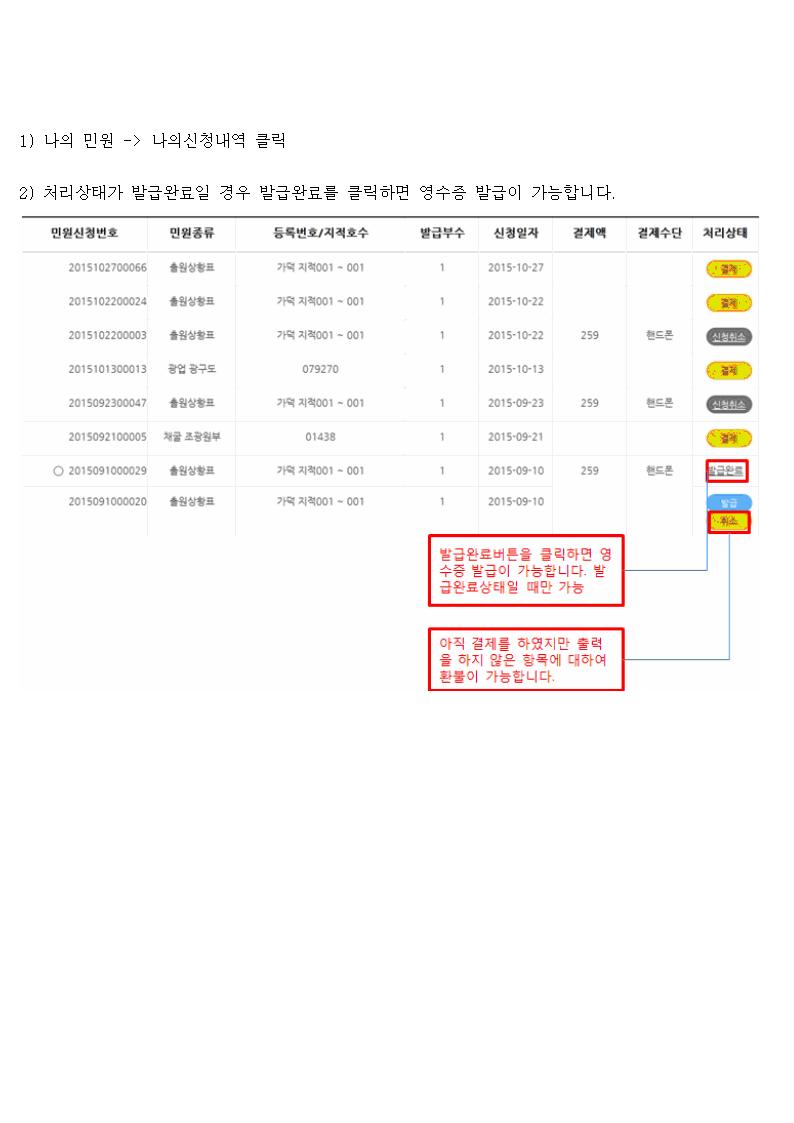 1) 나의 민원 -> 나의신청내역 클릭
2) 처리상태가 발급완료일 경우 발급완료를 클릭하면 영수증 발급이 가능합니다.
민원신청번호 민원종류 등록번호/지적호수 발급부수 신청일자 결제액 결제수단 처리상태
2015102700066 출원상황표 가덕 지적001 ~ 001 1 2015-10-27 결제
2015102200024 출원상황표 가덕 지적001 ~ 001 1 2015-10-22 결제
2015102200003 출원상황표 가덕 지적001 ~ 001 1 2015-10-22 259 핸드폰 신청취소
2015101300013 광업 광구도 079270 1 2015-10-13 결제
2015092300047 출원상황표 가덕 지적001 ~ 001 1 2015-09-23 259 핸드폰 신청취소
2015092100005 채굴 조광원부 01438 1 2015-09-21 결제
2015091000029 출원상황표 가덕 지적001 ~ 001 1 2015-09-10 259 핸드폰 발급완료
2015091000020 출원상황표 가덕 지적001 ~ 001 1 2015-09-10 발급
취소
발급완료버튼을 클릭하면 영
수증 발급이 가능합니다. 발
급완료상태일 때만 가능
아직 결제를 하였지만 출력
을 하지 않은 항목에 대하여
환불이 가능합니다.